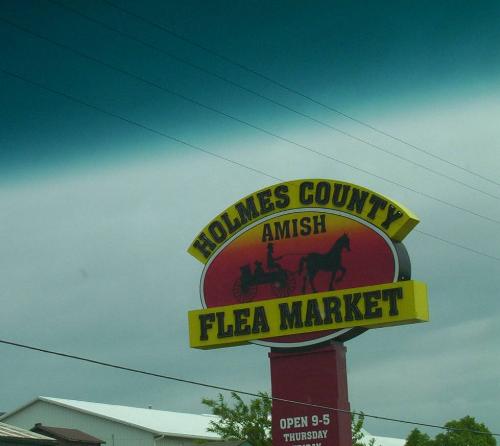 HOLMES COUNTY
AMISH
FLEA MARKET
OPEN 9-5
THURSDAY